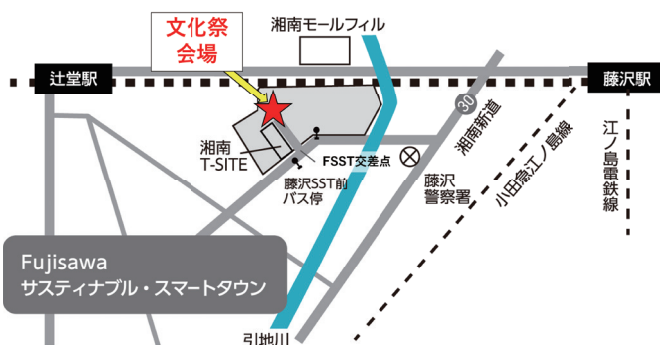 文化祭
会場
湘南モールフィル
辻堂駅
藤沢駅
30
湘南新道
湘南
T-SITE
FSST交差点
藤沢SST前
バス停
藤沢
警察署
小田急江ノ島線
江ノ島電鉄線
Fujisawa
サスティナブル・スマートタウン
引地川